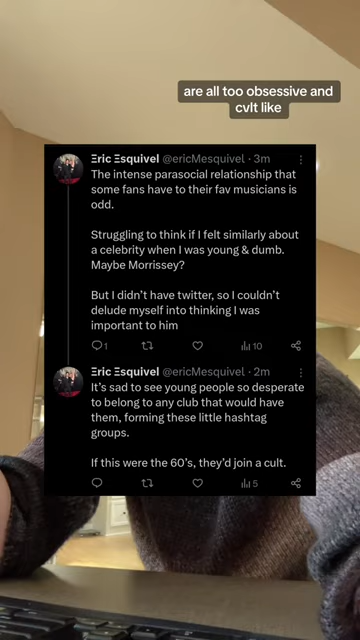 are all too obsessive and
cvlt like
Ξric Ξsquivel @ericMesquivel · 3m
The intense parasocial relationship that
some fans have to their fav musicians is
odd.
Struggling to think if I felt similarly about
a celebrity when I was young & dumb.
Maybe Morrissey?
But I didn't have twitter, so I couldn't
delude myself into thinking I was
important to him
1 10
Ξric Ξsquivel @ericMesquivel · 2m
It's sad to see young people so desperate
to belong to any club that would have
them, forming these little hashtag
groups.
If this were the 60's, they'd join a cult.
5